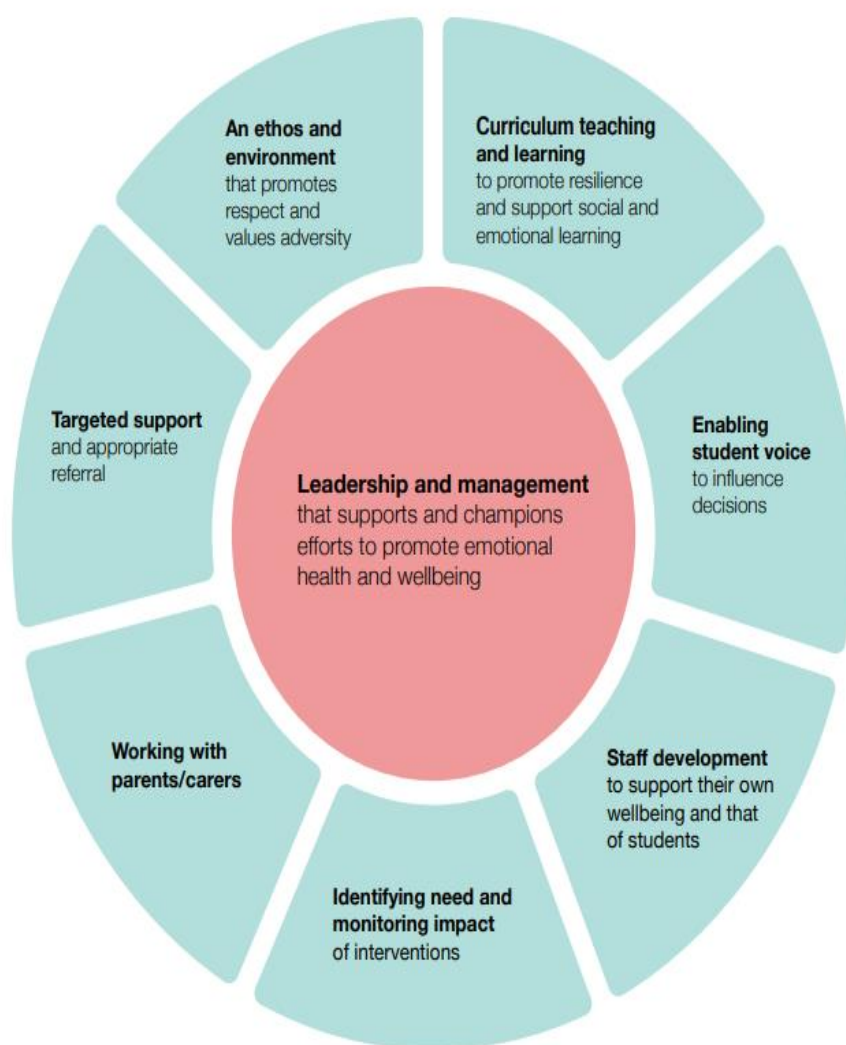 An ethos and
environment
that promotes
respect and
values adversity
Curriculum teaching
and learning
to promote resilience
and support social and
emotional learning
Enabling
student voice
to influence
decisions
Staff development
to support their own
wellbeing and that
of students
Identifying need and
monitoring impact
of interventions
Working with
parents/carers
Targeted support
and appropriate
referral
Leadership and management
that supports and champions
efforts to promote emotional
health and wellbeing